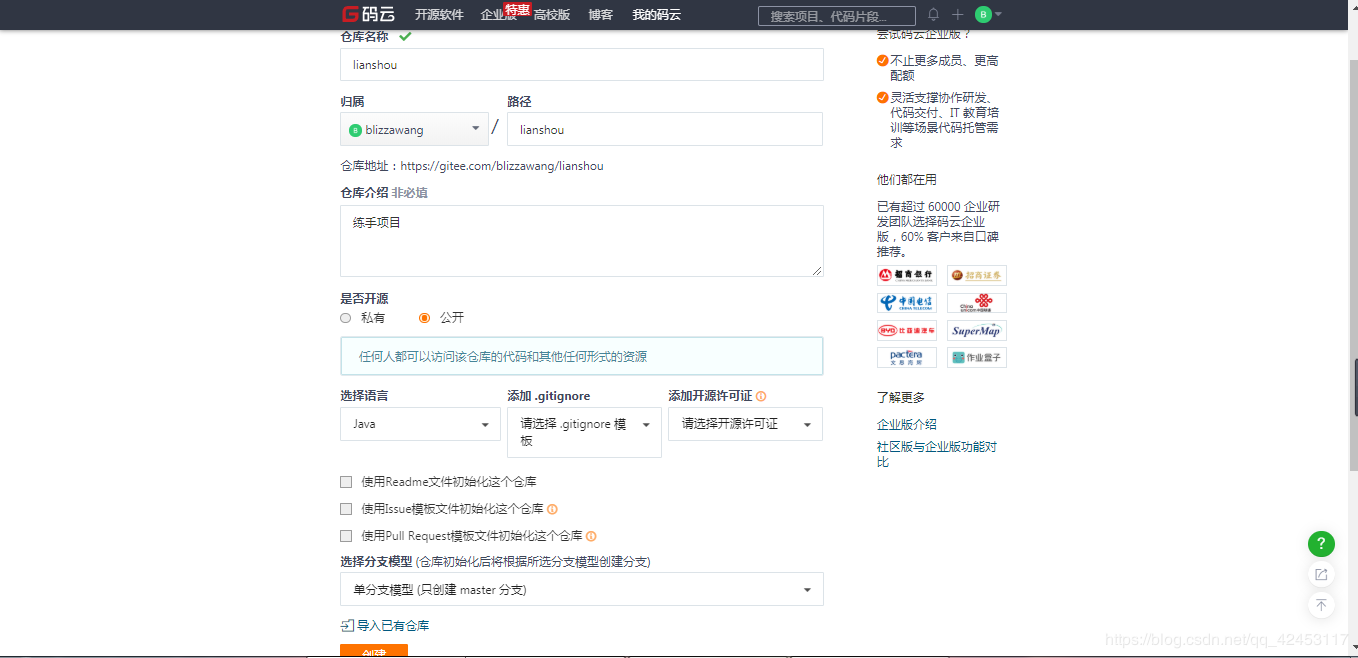 码云 开源软件 企业版 特惠 高校版 博客 我的码云 搜索项目、代码片段... B
仓库名称
lianshou
归属 路径
B blizzawang / lianshou
仓库地址：https://gitee.com/blizzawang/lianshou
仓库介绍 非必填
练手项目
是否开源
私有 公开
任何人都可以访问该仓库的代码和其他任何形式的资源
选择语言 添加 .gitignore 添加开源许可证
Java 请选择 .gitignore 模板 请选择开源许可证
使用Readme文件初始化这个仓库
使用Issue模板文件初始化这个仓库
使用Pull Request模板文件初始化这个仓库
选择分支模型 (仓库初始化后将根据所选分支模型创建分支)
单分支模型 (只创建 master 分支)
导入已有仓库
创建
尝试码云企业版？
不止更多成员、更高
配额
灵活支撑协作研发、
代码交付、IT 教育培
训等场景代码托管需
求
他们都在用
已有超过 60000 企业研
发团队选择码云企业
版，60% 客户来自口碑
推荐。
招商银行 招商证券
中国电信 CHINA TELECOM China unicom中国联通
BYD 比亚迪汽车 SuperMap
pactera 作业盒子
了解更多
企业版介绍
社区版与企业版功能对
比
?
https://blog.csdn.net/qq_42453117